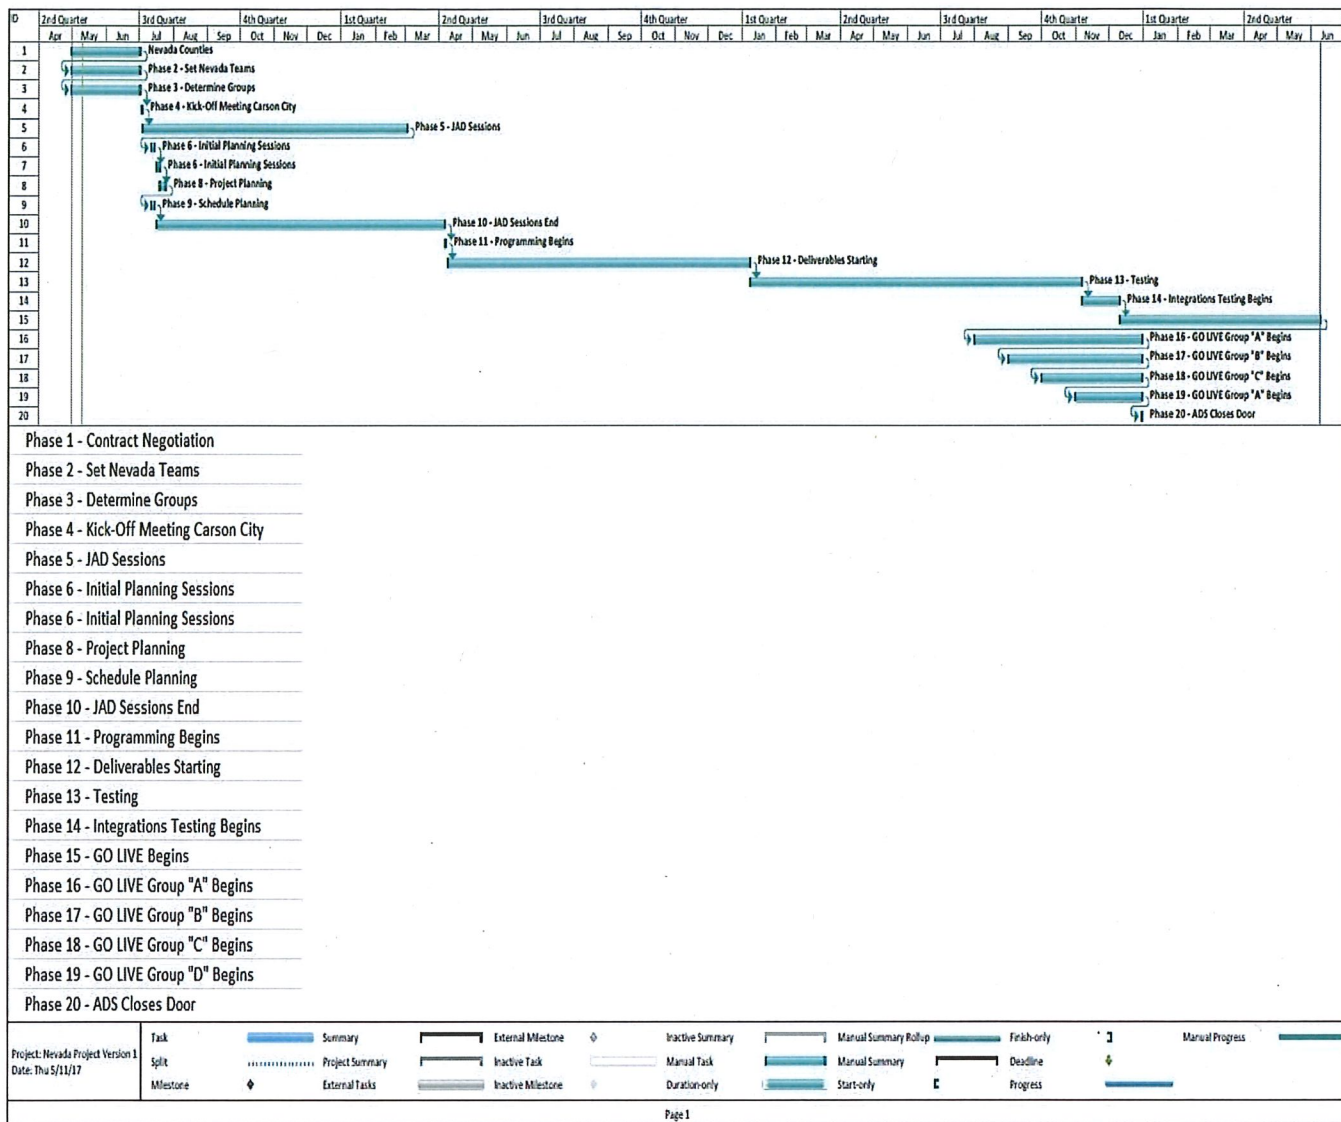 ID 2nd Quarter 3rd Quarter 4th Quarter 1st Quarter 2nd Quarter 3rd Quarter 4th Quarter 1st Quarter 2nd Quarter 3rd Quarter 4th Quarter 1st Quarter 2nd Quarter
Apr May Jun Jul Aug Sep Oct Nov Dec Jan Feb Mar Apr May Jun Jul Aug Sep Oct Nov Dec Jan Feb Mar Apr May Jun Jul Aug Sep Oct Nov Dec Jan Feb Mar Apr May Jun
1 Nevada Counties
2 Phase 2 - Set Nevada Teams
3 Phase 3 - Determine Groups
4 Phase 4 - Kick-Off Meeting Carson City
5 Phase 5 - JAD Sessions
6 Phase 6 - Initial Planning Sessions
7 Phase 6 - Initial Planning Sessions
8 Phase 8 - Project Planning
9 Phase 9 - Schedule Planning
10 Phase 10 - JAD Sessions End
11 Phase 11 - Programming Begins
12 Phase 12 - Deliverables Starting
13 Phase 13 - Testing
14 Phase 14 - Integrations Testing Begins
15
16 Phase 16 - GO LIVE Group "A" Begins
17 Phase 17 - GO LIVE Group "B" Begins
18 Phase 18 - GO LIVE Group "C" Begins
19 Phase 19 - GO LIVE Group "A" Begins
20 Phase 20 - ADS Closes Door
Phase 1 - Contract Negotiation
Phase 2 - Set Nevada Teams
Phase 3 - Determine Groups
Phase 4 - Kick-Off Meeting Carson City
Phase 5 - JAD Sessions
Phase 6 - Initial Planning Sessions
Phase 6 - Initial Planning Sessions
Phase 8 - Project Planning
Phase 9 - Schedule Planning
Phase 10 - JAD Sessions End
Phase 11 - Programming Begins
Phase 12 - Deliverables Starting
Phase 13 - Testing
Phase 14 - Integrations Testing Begins
Phase 15 - GO LIVE Begins
Phase 16 - GO LIVE Group "A" Begins
Phase 17 - GO LIVE Group "B" Begins
Phase 18 - GO LIVE Group "C" Begins
Phase 19 - GO LIVE Group "D" Begins
Phase 20 - ADS Closes Door
Project: Nevada Project Version 1
Date: Thu 5/11/17
Task Summary External Milestone Inactive Summary Manual Summary Rollup Finish-only Manual Progress
Split Project Summary Inactive Task Manual Task Manual Summary Deadline
Milestone External Tasks Inactive Milestone Duration-only Start-only Progress
Page 1